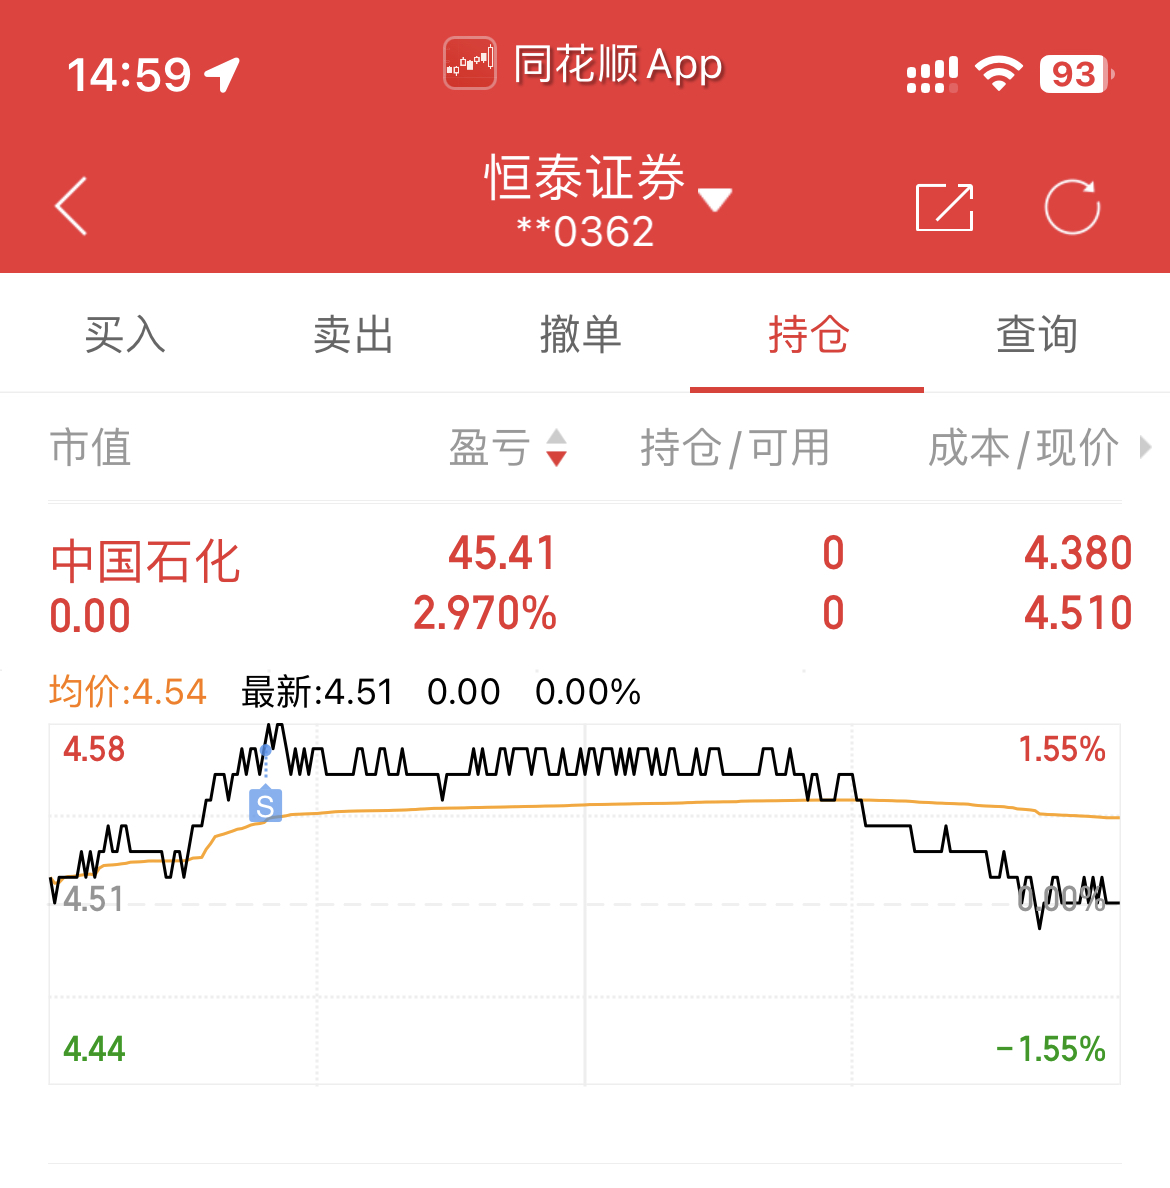 14:59 同花顺App 93
恒泰证券
**0362
买入 卖出 撤单 持仓 查询
市值 盈亏 持仓/可用 成本/现价
中国石化 45.41 0 4.380
0.00 2.970% 0 4.510
均价:4.54 最新:4.51 0.00 0.00%
4.58 1.55%
S
4.51 0.00%
4.44 -1.55%